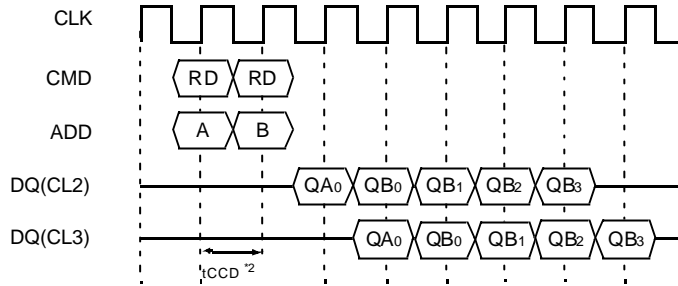 CLK
CMD RD RD
ADD A B
DQ(CL2) QA0 QB0 QB1 QB2 QB3
DQ(CL3) QA0 QB0 QB1 QB2 QB3
tCCD *2